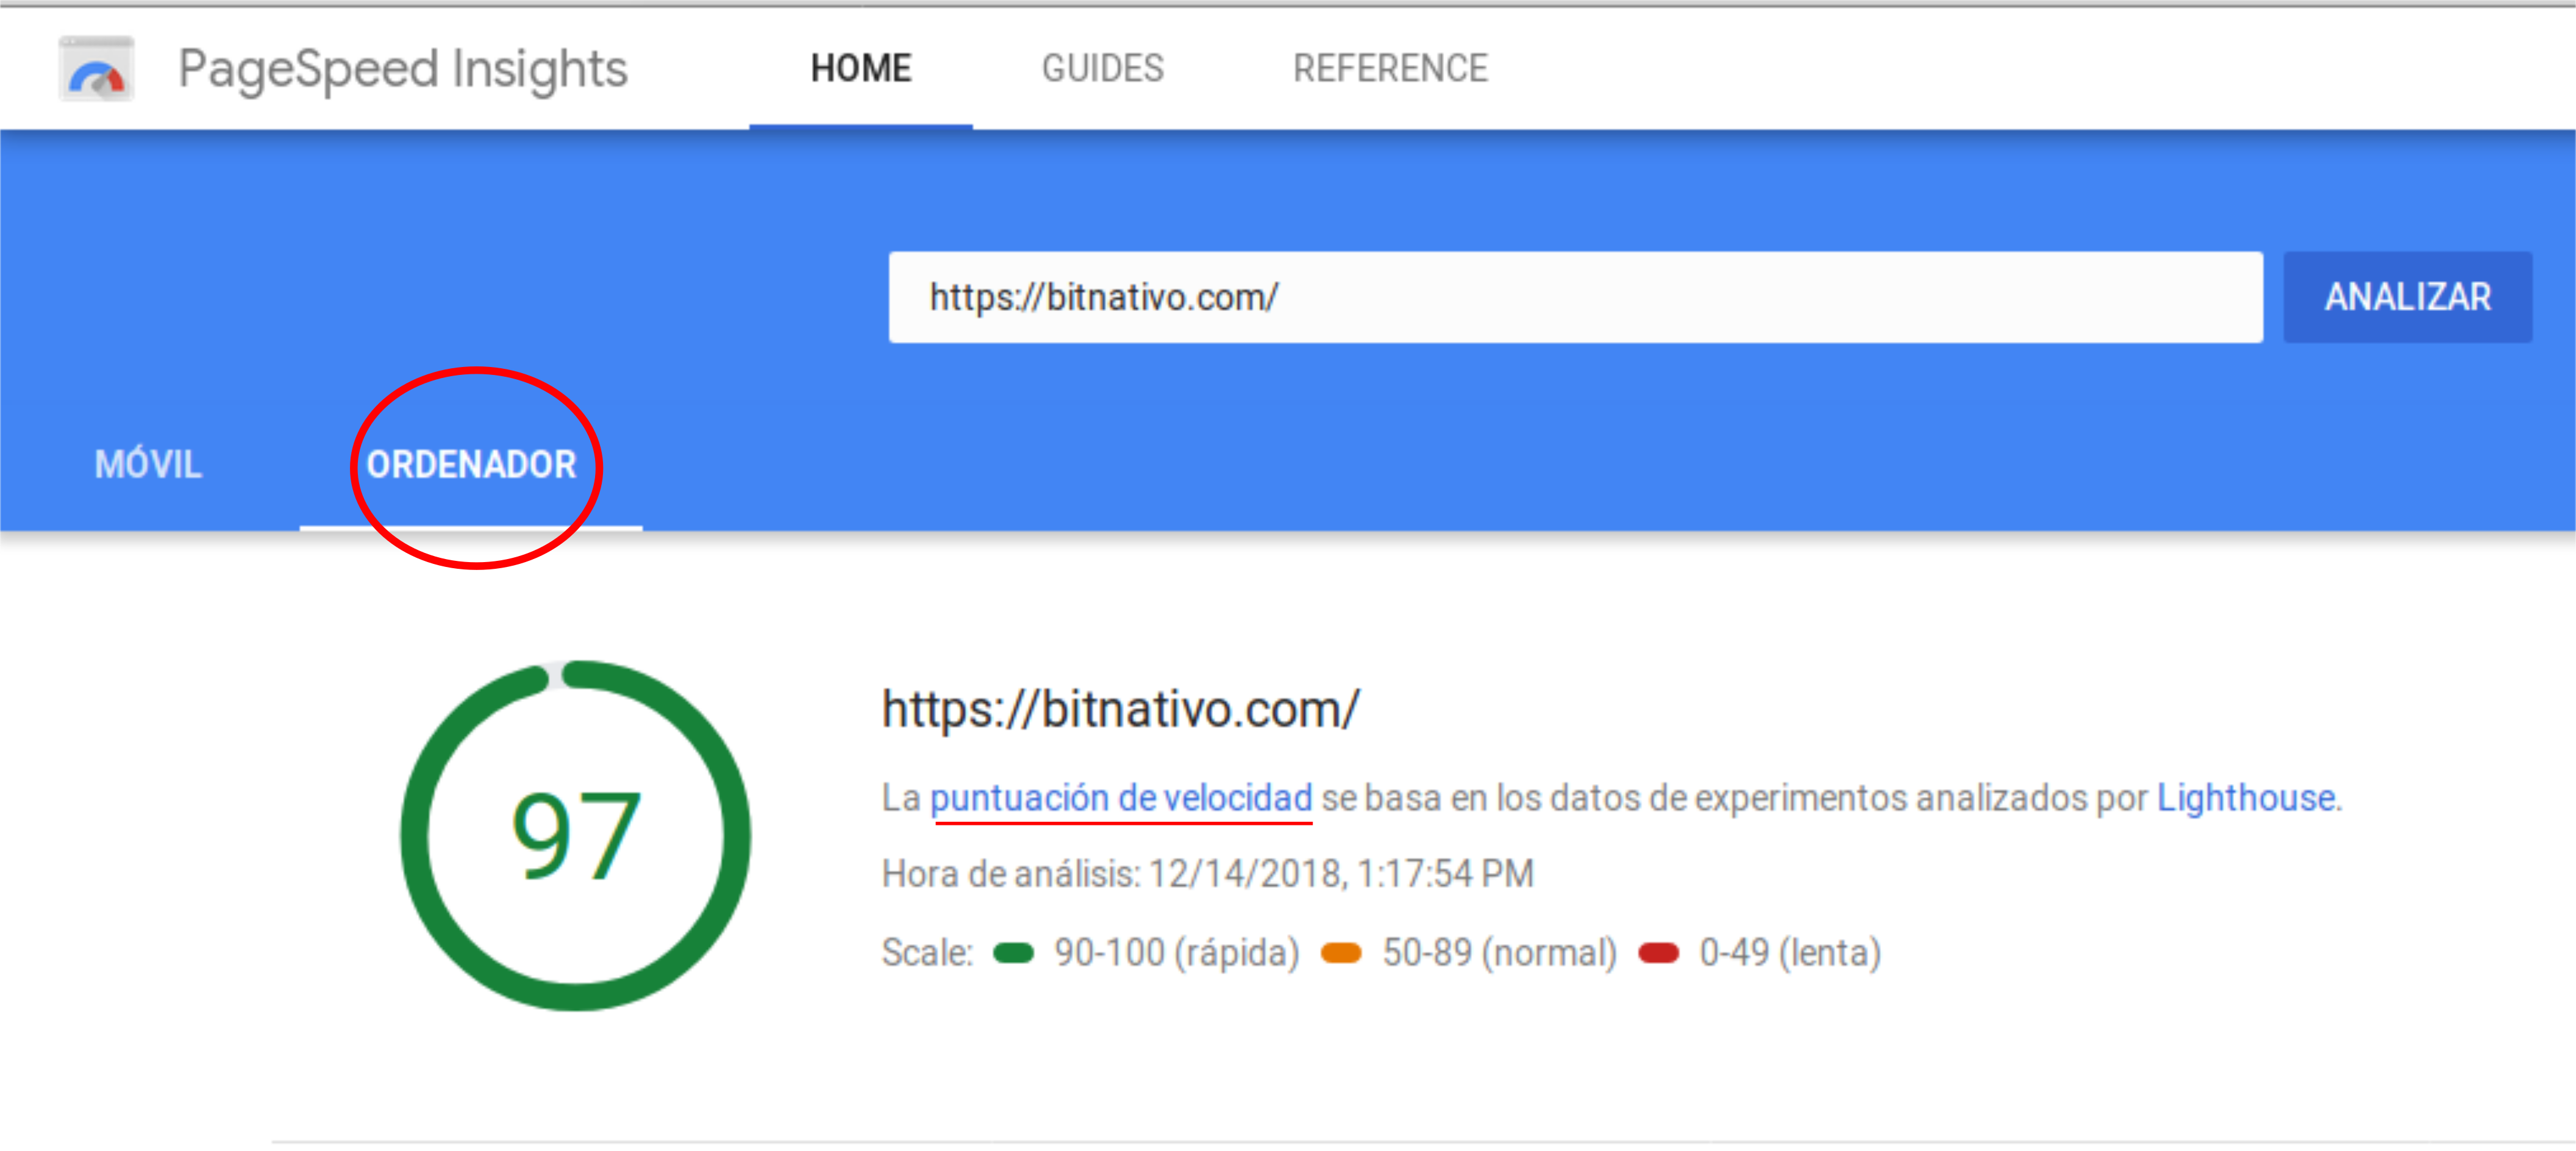 PageSpeed Insights HOME GUIDES REFERENCE
https://bitnativo.com/ ANALIZAR
MÓVIL ORDENADOR
97
https://bitnativo.com/
La puntuación de velocidad se basa en los datos de experimentos analizados por Lighthouse.
Hora de análisis: 12/14/2018, 1:17:54 PM
Scale: 90-100 (rápida) 50-89 (normal) 0-49 (lenta)